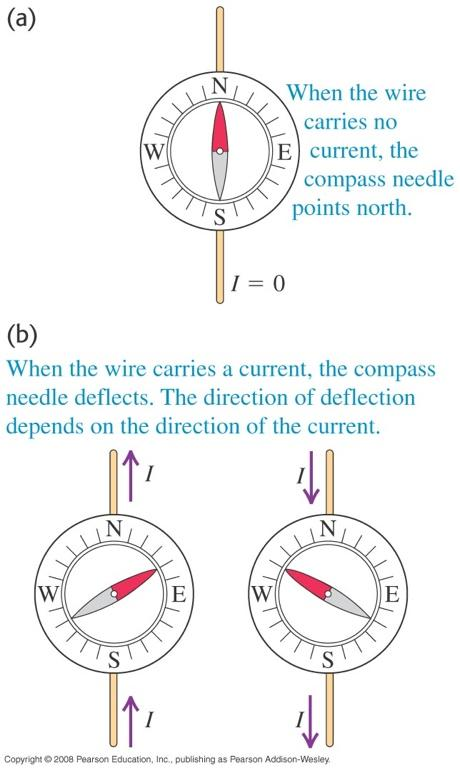 (a)
N
When the wire
carries no
W
E
current, the
compass needle
S
points north.
I = 0
(b)
When the wire carries a current, the compass
needle deflects. The direction of deflection
depends on the direction of the current.
I
I
N
N
W
E
W
E
S
S
I
I
Copyright © 2008 Pearson Education, Inc., publishing as Pearson Addison-Wesley.